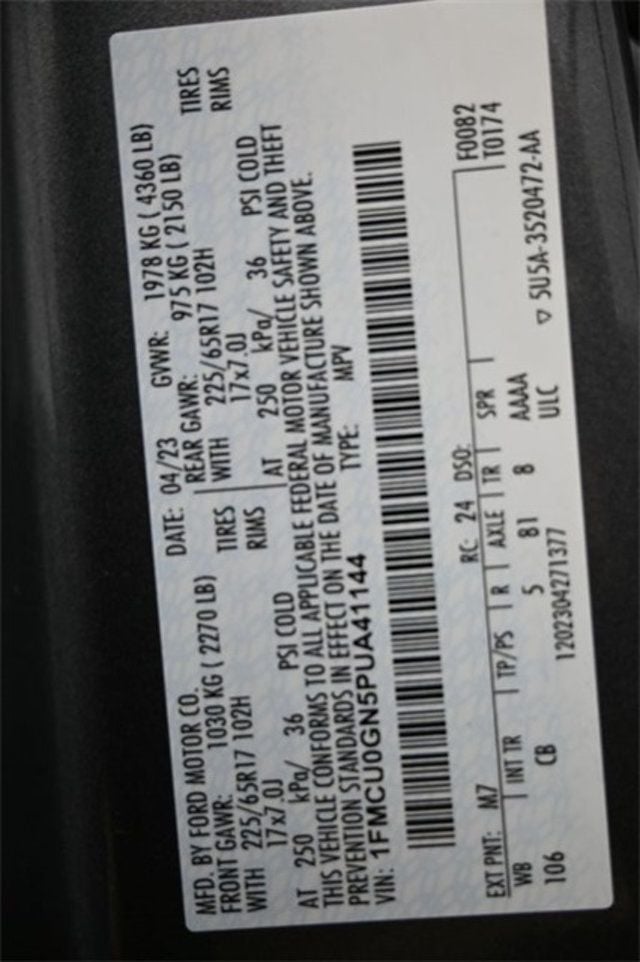 MFD. BY FORD MOTOR CO. DATE: 04/23 GVWR: 1978 KG ( 4360 LB)
FRONT GAWR: 1030 KG ( 2270 LB) REAR GAWR: 975 KG ( 2150 LB)
WITH 225/65R17 102H TIRES WITH 225/65R17 102H TIRES
17x7.0J RIMS 17x7.0J RIMS
AT 250 kPa/ 36 PSI COLD AT 250 kPa/ 36 PSI COLD
THIS VEHICLE CONFORMS TO ALL APPLICABLE FEDERAL MOTOR VEHICLE SAFETY AND THEFT
PREVENTION STANDARDS IN EFFECT ON THE DATE OF MANUFACTURE SHOWN ABOVE.
VIN: 1FMCU0GN5PUA41144 TYPE: MPV
F0082
EXT PNT: M7 RC: 24 DSO: T0174
WB INT TR TP/PS R AXLE TR SPR
106 CB 5 81 8 AAAA
ULC
1202304271377 ▽ 5U5A-3520472-AA